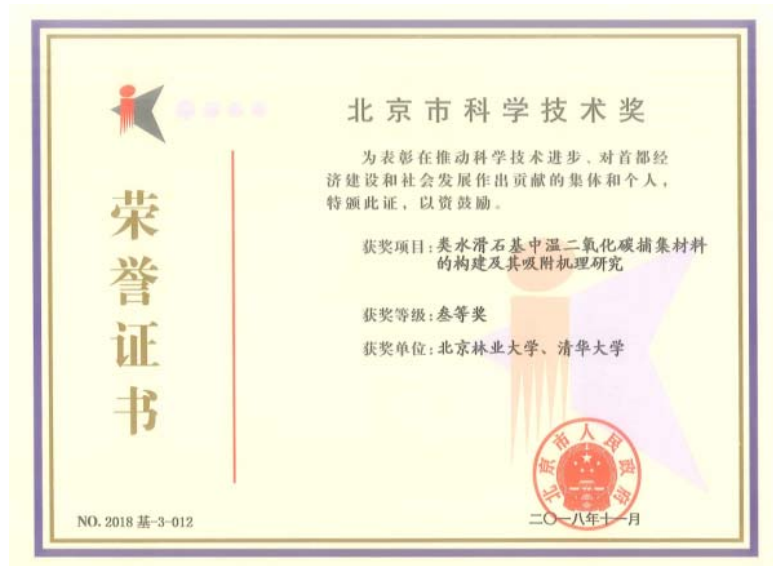 北京市科学技术奖
为表彰在推动科学技术进步、对首都经
济建设和社会发展作出贡献的集体和个人，
特颁此证，以资鼓励。
荣誉证书
获奖项目：类水滑石基中温二氧化碳捕集材料
的构建及其吸附机理研究
获奖等级：叁等奖
获奖单位：北京林业大学、清华大学
北京市人民政府
NO. 2018 基-3-012
二〇一八年十一月